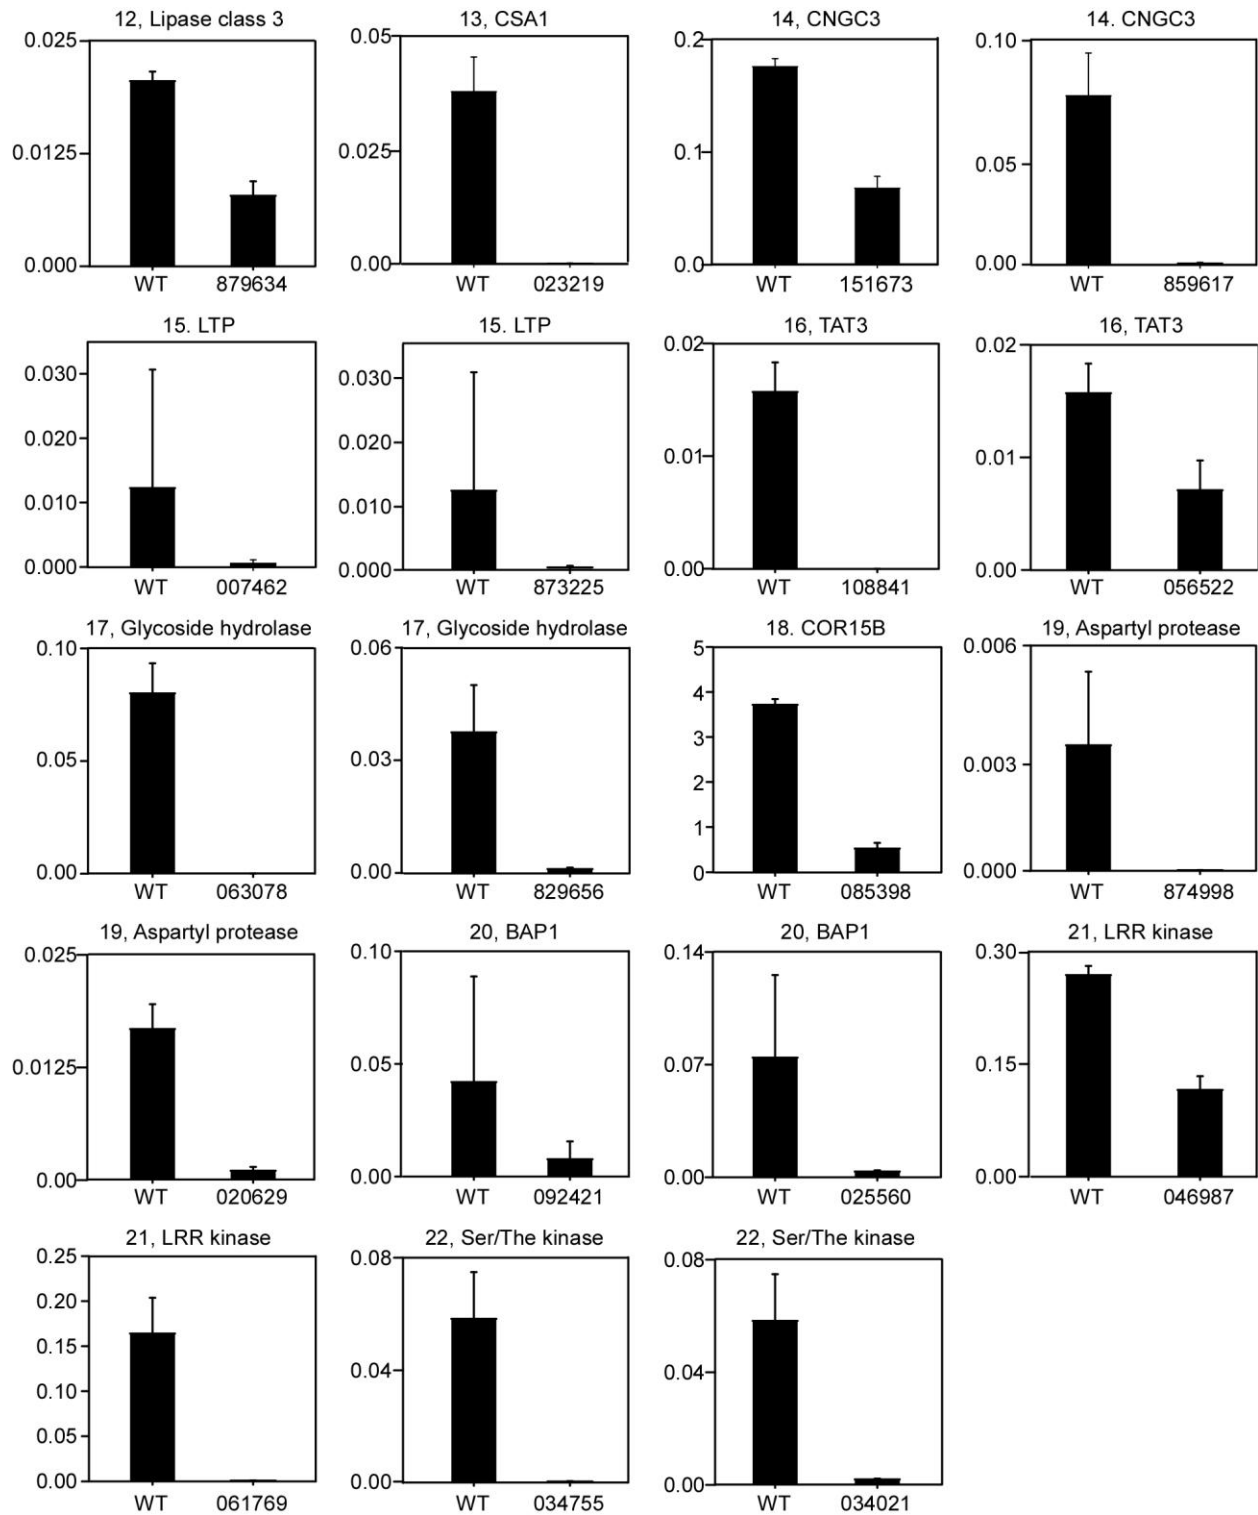 12, Lipase class 3
0.025
0.0125
0.000
WT 879634
13, CSA1
0.05
0.025
0.00
WT 023219
14, CNGC3
0.2
0.1
0.0
WT 151673
14. CNGC3
0.10
0.05
0.00
WT 859617
15. LTP
0.030
0.020
0.010
0.000
WT 007462
15. LTP
0.030
0.020
0.010
0.000
WT 873225
16, TAT3
0.02
0.01
0.00
WT 108841
16, TAT3
0.02
0.01
0.00
WT 056522
17, Glycoside hydrolase
0.10
0.05
0.00
WT 063078
17, Glycoside hydrolase
0.06
0.03
0.00
WT 829656
18. COR15B
5
4
3
2
1
0
WT 085398
19, Aspartyl protease
0.006
0.003
0.000
WT 874998
19, Aspartyl protease
0.025
0.0125
0.00
WT 020629
20, BAP1
0.10
0.05
0.00
WT 092421
20, BAP1
0.14
0.07
0.00
WT 025560
21, LRR kinase
0.30
0.15
0.00
WT 046987
21, LRR kinase
0.25
0.20
0.15
0.10
0.05
0.00
WT 061769
22, Ser/The kinase
0.08
0.04
0.00
WT 034755
22, Ser/The kinase
0.08
0.04
0.00
WT 034021